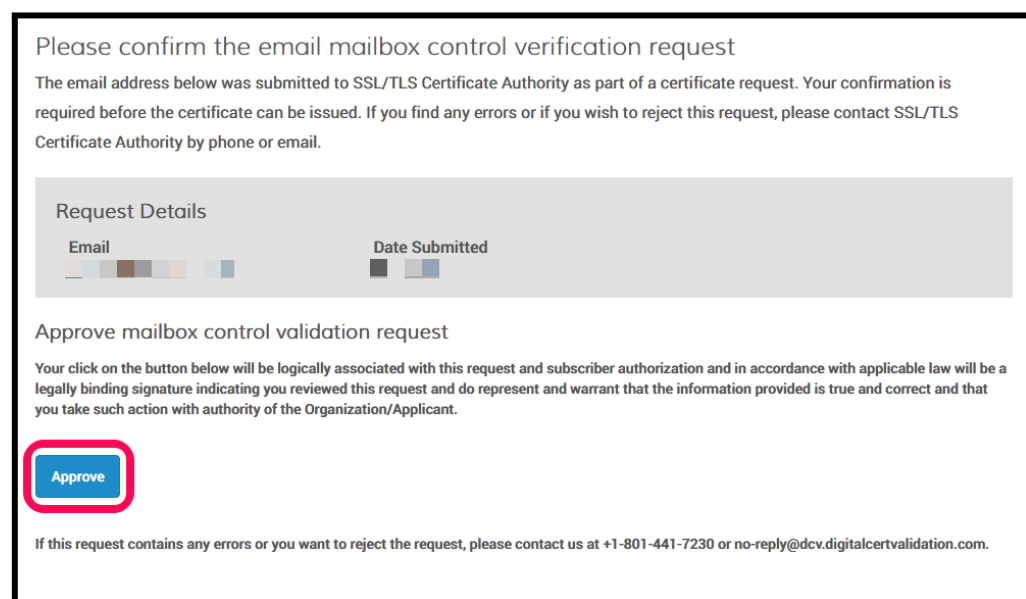 Please confirm the email mailbox control verification request
The email address below was submitted to SSL/TLS Certificate Authority as part of a certificate request. Your confirmation is
required before the certificate can be issued. If you find any errors or if you wish to reject this request, please contact SSL/TLS
Certificate Authority by phone or email.
Request Details
Email Date Submitted
Approve mailbox control validation request
Your click on the button below will be logically associated with this request and subscriber authorization and in accordance with applicable law will be a
legally binding signature indicating you reviewed this request and do represent and warrant that the information provided is true and correct and that
you take such action with authority of the Organization/Applicant.
Approve
If this request contains any errors or you want to reject the request, please contact us at +1-801-441-7230 or no-reply@dcv.digitalcertvalidation.com.